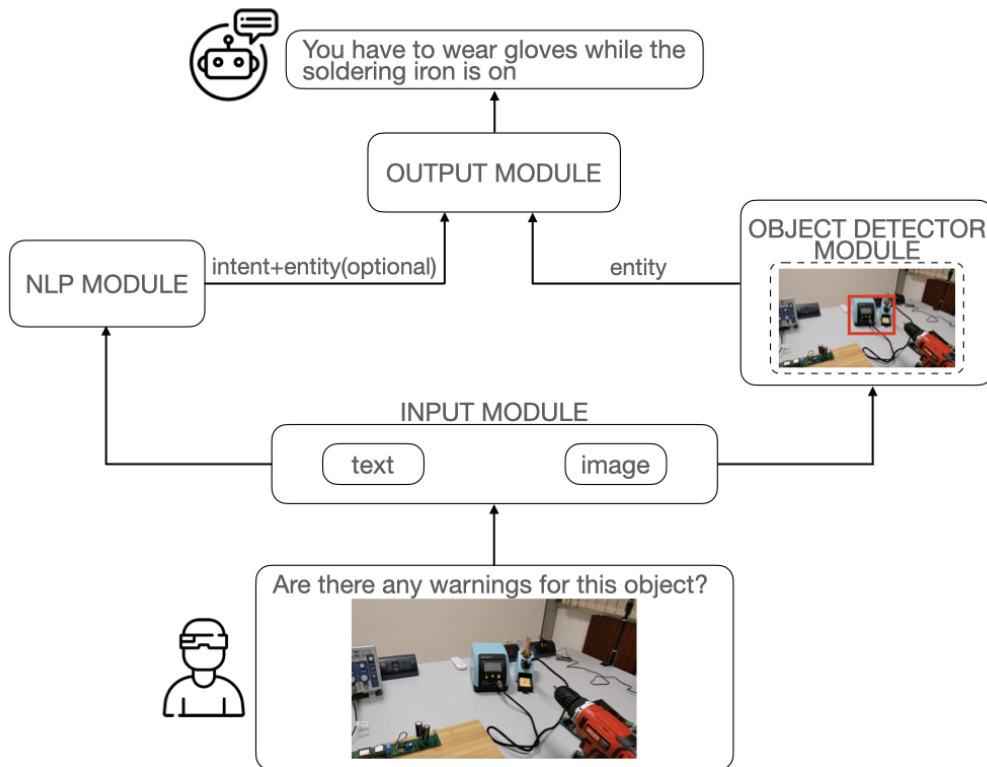 You have to wear gloves while the
soldering iron is on
OUTPUT MODULE
OBJECT DETECTOR
MODULE
NLP MODULE
intent+entity(optional)
entity
INPUT MODULE
text
image
Are there any warnings for this object?